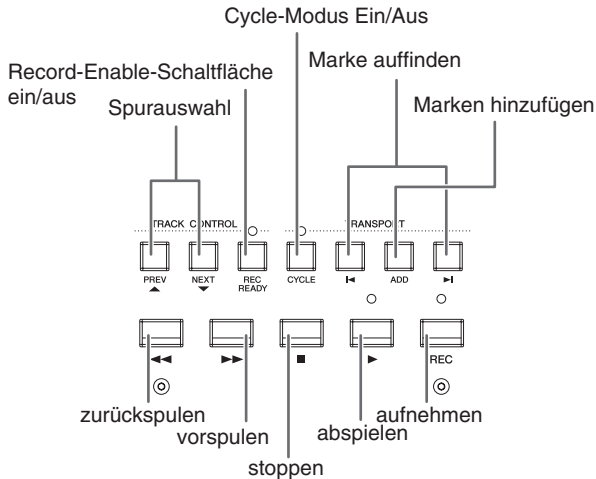 Cycle-Modus Ein/Aus
Record-Enable-Schaltfläche
ein/aus
Marke auffinden
Spurauswahl
Marken hinzufügen
TRACK CONTROL
TRANSPORT
PREV
NEXT
REC
READY
CYCLE
ADD
REC
zurückspulen
vorspulen
stoppen
abspielen
aufnehmen